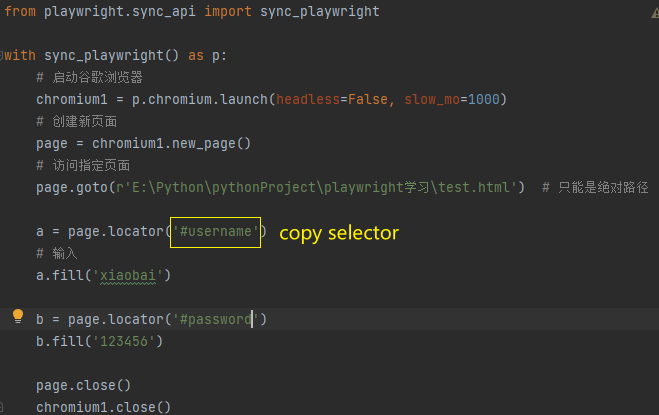 from playwright.sync_api import sync_playwright
with sync_playwright() as p:
# 启动谷歌浏览器
chromium1 = p.chromium.launch(headless=False, slow_mo=1000)
# 创建新页面
page = chromium1.new_page()
# 访问指定页面
page.goto(r'E:\Python\pythonProject\playwright学习\test.html') # 只能是绝对路径
a = page.locator('#username') copy selector
# 输入
a.fill('xiaobai')
b = page.locator('#password')
b.fill('123456')
page.close()
chromium1.close()